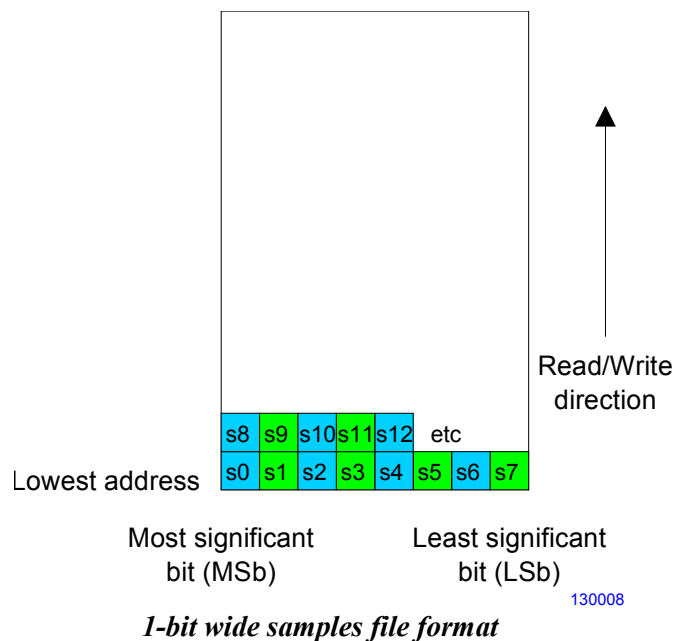 Read/Write
direction
s8 s9 s10 s11 s12 etc
s0 s1 s2 s3 s4 s5 s6 s7
Lowest address
Most significant
bit (MSb)
Least significant
bit (LSb)
130008
1-bit wide samples file format